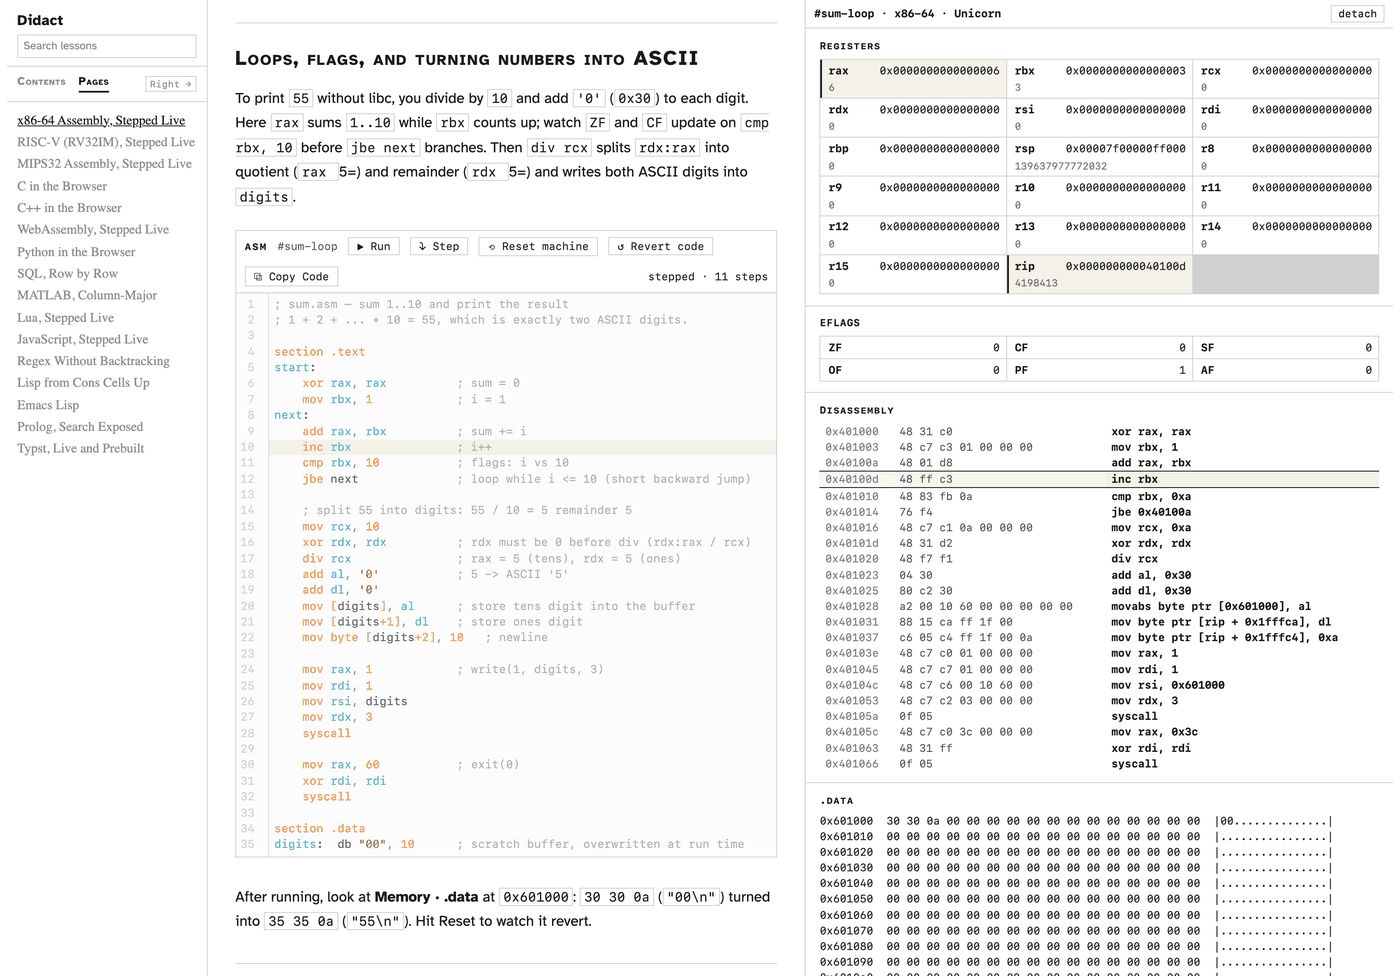 Didact
Search lessons
Contents Pages Right →
x86-64 Assembly, Stepped Live
RISC-V (RV32IM), Stepped Live
MIPS32 Assembly, Stepped Live
C in the Browser
C++ in the Browser
WebAssembly, Stepped Live
Python in the Browser
SQL, Row by Row
MATLAB, Column-Major
Lua, Stepped Live
JavaScript, Stepped Live
Regex Without Backtracking
Lisp from Cons Cells Up
Emacs Lisp
Prolog, Search Exposed
Typst, Live and Prebuilt
Loops, flags, and turning numbers into ASCII
To print 55 without libc, you divide by 10 and add '0' (0x30) to each digit.
Here rax sums 1..10 while rbx counts up; watch ZF and CF update on cmp
rbx, 10 before jbe next branches. Then div rcx splits rdx:rax into
quotient (rax 5=) and remainder (rdx 5=) and writes both ASCII digits into
digits.
ASM #sum-loop ▶ Run ↴ Step ⟲ Reset machine ↺ Revert code
⧉ Copy Code stepped · 11 steps
1 ; sum.asm — sum 1..10 and print the result
2 ; 1 + 2 + ... + 10 = 55, which is exactly two ASCII digits.
3
4 section .text
5 start:
6 xor rax, rax ; sum = 0
7 mov rbx, 1 ; i = 1
8 next:
9 add rax, rbx ; sum += i
10 inc rbx ; i++
11 cmp rbx, 10 ; flags: i vs 10
12 jbe next ; loop while i <= 10 (short backward jump)
13
14 ; split 55 into digits: 55 / 10 = 5 remainder 5
15 mov rcx, 10
16 xor rdx, rdx ; rdx must be 0 before div (rdx:rax / rcx)
17 div rcx ; rax = 5 (tens), rdx = 5 (ones)
18 add al, '0' ; 5 -> ASCII '5'
19 add dl, '0'
20 mov [digits], al ; store tens digit into the buffer
21 mov [digits+1], dl ; store ones digit
22 mov byte [digits+2], 10 ; newline
23
24 mov rax, 1 ; write(1, digits, 3)
25 mov rdi, 1
26 mov rsi, digits
27 mov rdx, 3
28 syscall
29
30 mov rax, 60 ; exit(0)
31 xor rdi, rdi
32 syscall
33
34 section .data
35 digits: db "00", 10 ; scratch buffer, overwritten at run time
After running, look at Memory · .data at 0x601000: 30 30 0a ("00\n") turned
into 35 35 0a ("55\n"). Hit Reset to watch it revert.
#sum-loop · x86-64 · Unicorn detach
Registers
rax 0x0000000000000006 rbx 0x0000000000000003 rcx 0x0000000000000000
6 3 0
rdx 0x0000000000000000 rsi 0x0000000000000000 rdi 0x0000000000000000
0 0 0
rbp 0x0000000000000000 rsp 0x00007f00000ff000 r8 0x0000000000000000
0 139637977772032 0
r9 0x0000000000000000 r10 0x0000000000000000 r11 0x0000000000000000
0 0 0
r12 0x0000000000000000 r13 0x0000000000000000 r14 0x0000000000000000
0 0 0
r15 0x0000000000000000 rip 0x000000000040100d
0 4198413
EFLAGS
ZF 0 CF 0 SF 0
OF 0 PF 1 AF 0
Disassembly
0x401000 48 31 c0 xor rax, rax
0x401003 48 c7 c3 01 00 00 00 mov rbx, 1
0x40100a 48 01 d8 add rax, rbx
0x40100d 48 ff c3 inc rbx
0x401010 48 83 fb 0a cmp rbx, 0xa
0x401014 76 f4 jbe 0x40100a
0x401016 48 c7 c1 0a 00 00 00 mov rcx, 0xa
0x40101d 48 31 d2 xor rdx, rdx
0x401020 48 f7 f1 div rcx
0x401023 04 30 add al, 0x30
0x401025 80 c2 30 add dl, 0x30
0x401028 a2 00 10 60 00 00 00 00 00 movabs byte ptr [0x601000], al
0x401031 88 15 ca ff 1f 00 mov byte ptr [rip + 0x1fffca], dl
0x401037 c6 05 c4 ff 1f 00 0a mov byte ptr [rip + 0x1fffc4], 0xa
0x40103e 48 c7 c0 01 00 00 00 mov rax, 1
0x401045 48 c7 c7 01 00 00 00 mov rdi, 1
0x40104c 48 c7 c6 00 10 60 00 mov rsi, 0x601000
0x401053 48 c7 c2 03 00 00 00 mov rdx, 3
0x40105a 0f 05 syscall
0x40105c 48 c7 c0 3c 00 00 00 mov rax, 0x3c
0x401063 48 31 ff xor rdi, rdi
0x401066 0f 05 syscall
.data
0x601000 30 30 0a 00 00 00 00 00 00 00 00 00 00 00 00 00 |00..............|
0x601010 00 00 00 00 00 00 00 00 00 00 00 00 00 00 00 00 |................|
0x601020 00 00 00 00 00 00 00 00 00 00 00 00 00 00 00 00 |................|
0x601030 00 00 00 00 00 00 00 00 00 00 00 00 00 00 00 00 |................|
0x601040 00 00 00 00 00 00 00 00 00 00 00 00 00 00 00 00 |................|
0x601050 00 00 00 00 00 00 00 00 00 00 00 00 00 00 00 00 |................|
0x601060 00 00 00 00 00 00 00 00 00 00 00 00 00 00 00 00 |................|
0x601070 00 00 00 00 00 00 00 00 00 00 00 00 00 00 00 00 |................|
0x601080 00 00 00 00 00 00 00 00 00 00 00 00 00 00 00 00 |................|
0x601090 00 00 00 00 00 00 00 00 00 00 00 00 00 00 00 00 |................|